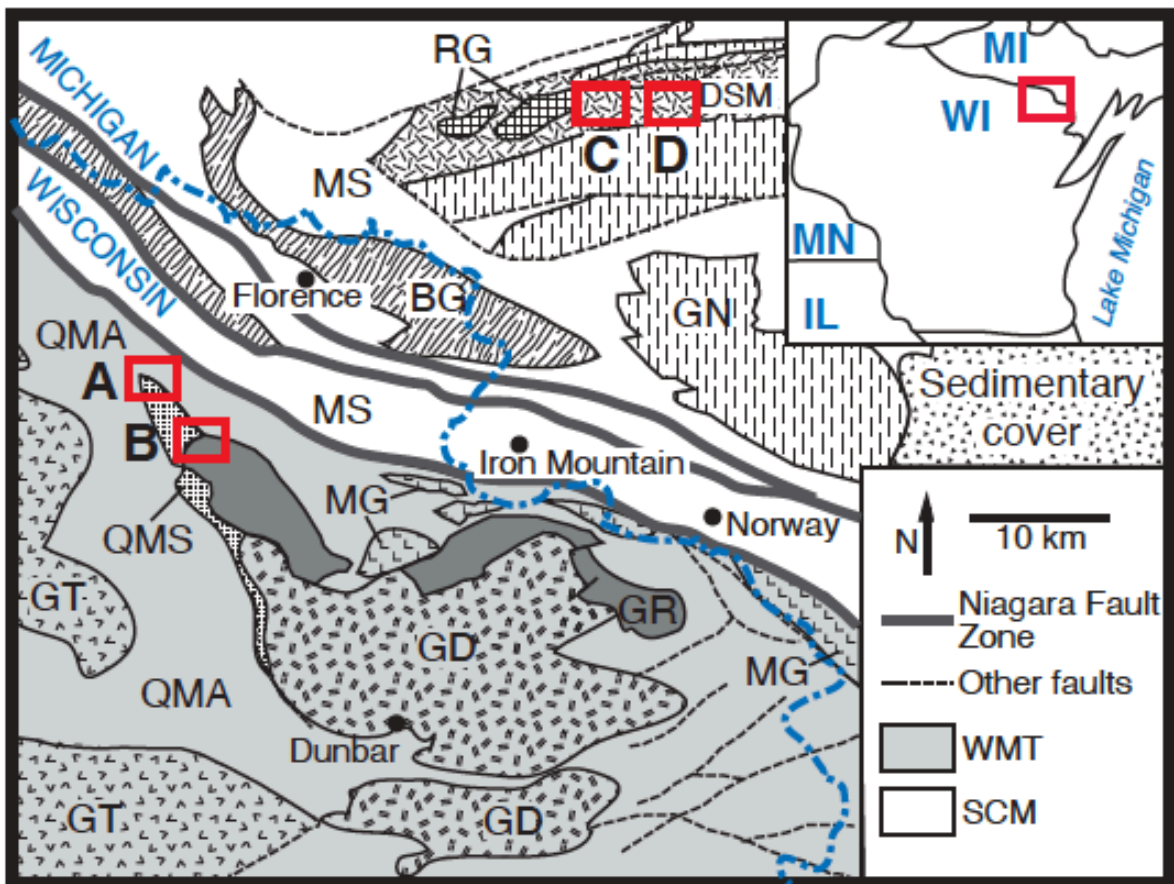 RG
MICHIGAN
MI
WI
DSM
C
D
MS
WISCONSIN
Lake Michigan
MN
Florence
BG
GN
IL
QMA
A
MS
Sedimentary
cover
B
Iron Mountain
MG
QMS
Norway
N
10 km
GT
GR
Niagara Fault
Zone
GD
MG
QMA
Other faults
Dunbar
WMT
GT
GD
SCM